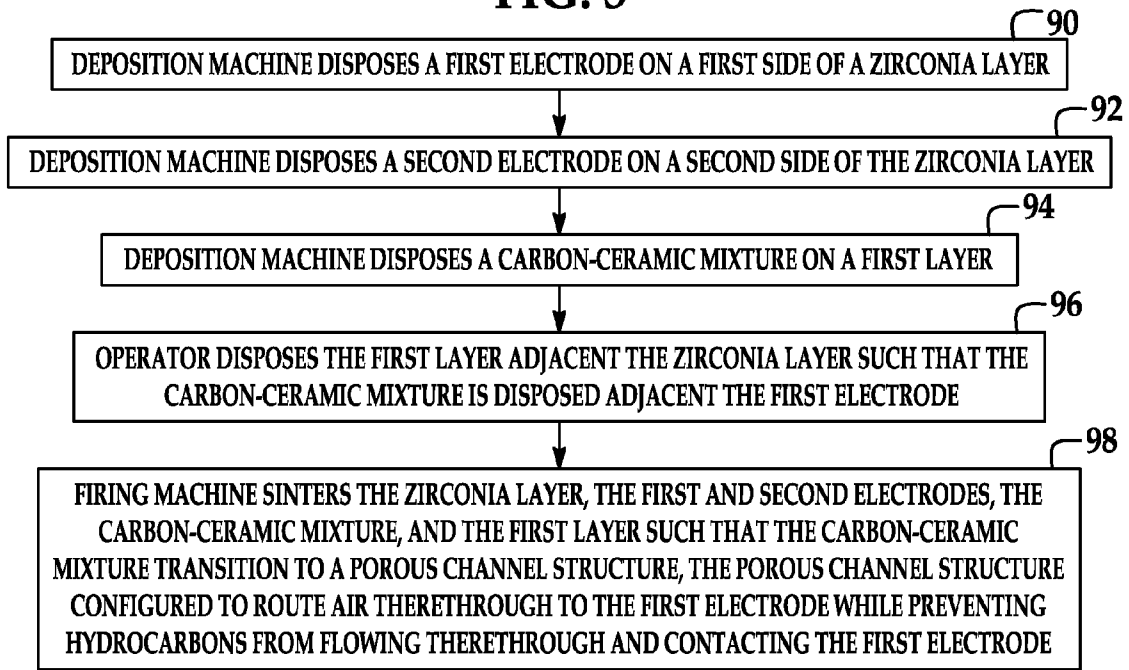 FIG. 5
90
DEPOSITION MACHINE DISPOSES A FIRST ELECTRODE ON A FIRST SIDE OF A ZIRCONIA LAYER
92
DEPOSITION MACHINE DISPOSES A SECOND ELECTRODE ON A SECOND SIDE OF THE ZIRCONIA LAYER
94
DEPOSITION MACHINE DISPOSES A CARBON-CERAMIC MIXTURE ON A FIRST LAYER
96
OPERATOR DISPOSES THE FIRST LAYER ADJACENT THE ZIRCONIA LAYER SUCH THAT THE
CARBON-CERAMIC MIXTURE IS DISPOSED ADJACENT THE FIRST ELECTRODE
98
FIRING MACHINE SINTERS THE ZIRCONIA LAYER, THE FIRST AND SECOND ELECTRODES, THE
CARBON-CERAMIC MIXTURE, AND THE FIRST LAYER SUCH THAT THE CARBON-CERAMIC
MIXTURE TRANSITION TO A POROUS CHANNEL STRUCTURE, THE POROUS CHANNEL STRUCTURE
CONFIGURED TO ROUTE AIR THERETHROUGH TO THE FIRST ELECTRODE WHILE PREVENTING
HYDROCARBONS FROM FLOWING THERETHROUGH AND CONTACTING THE FIRST ELECTRODE